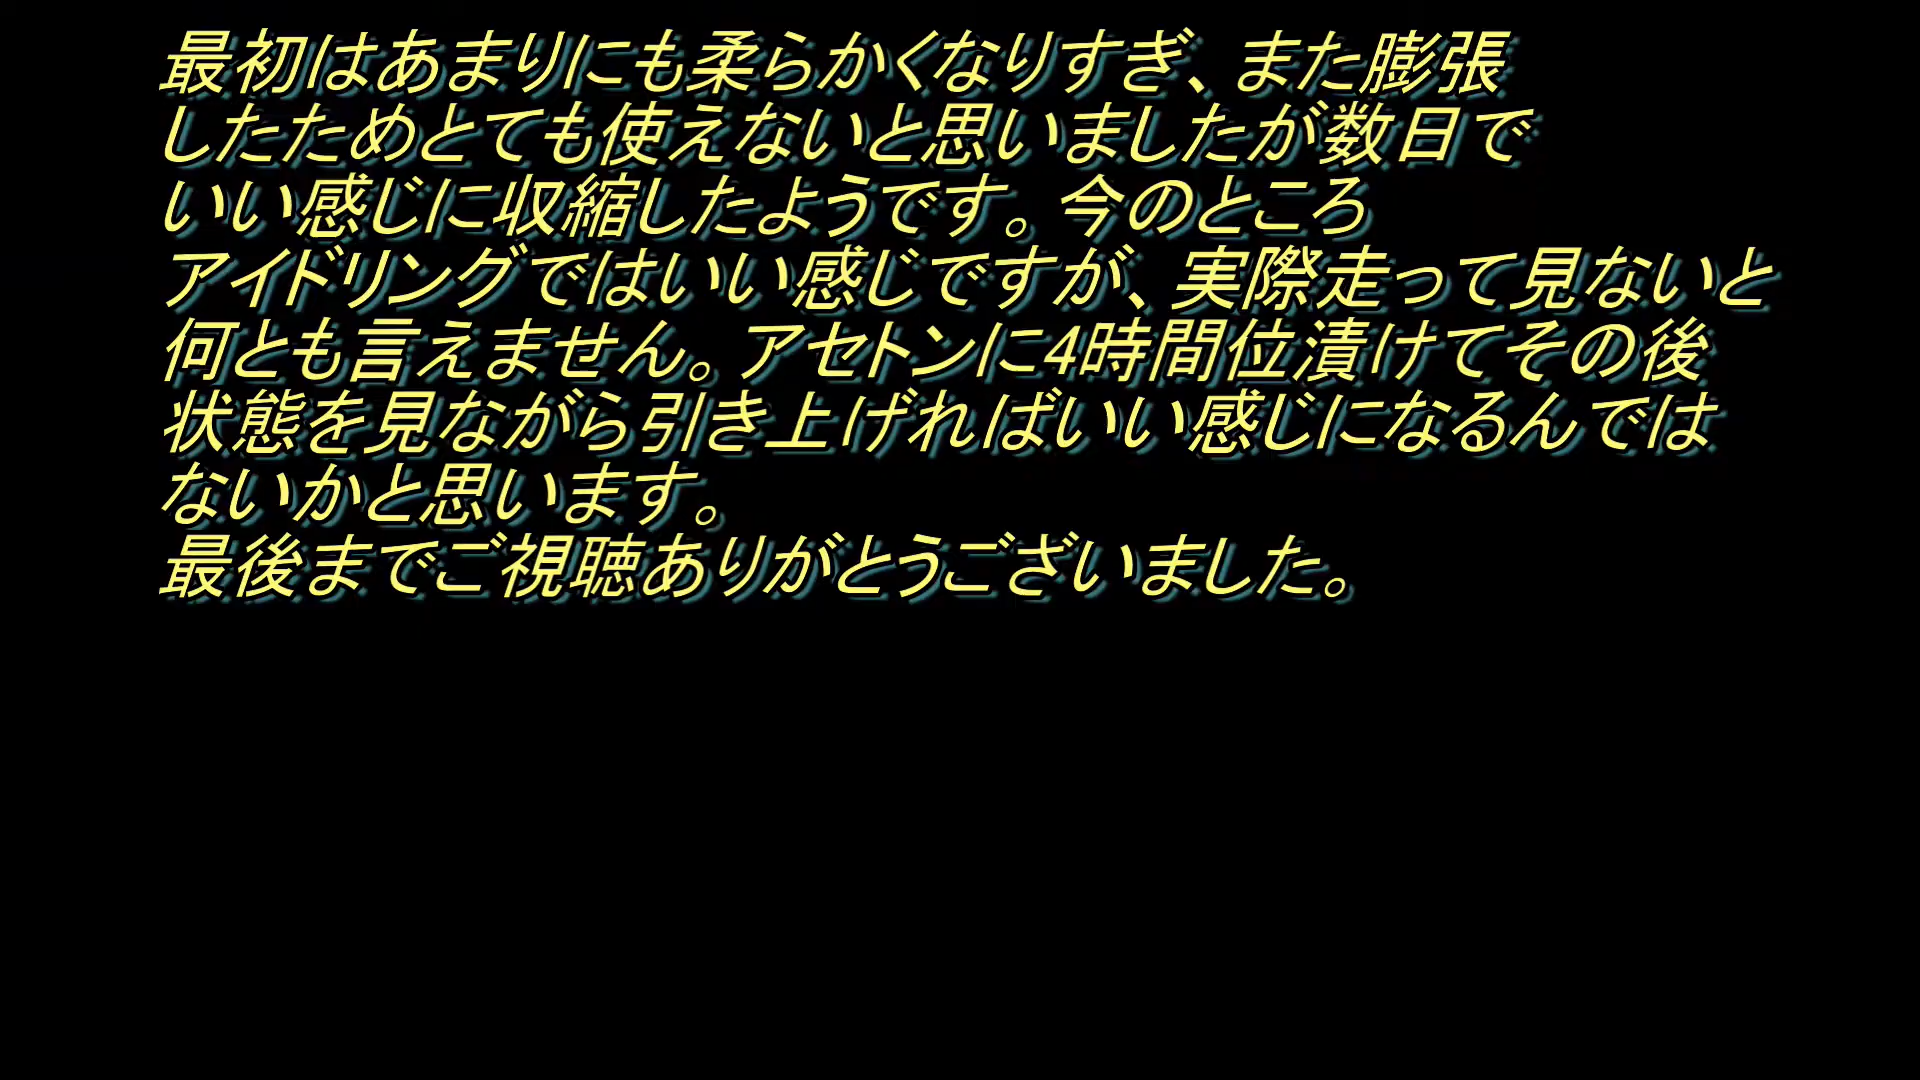 最初はあまりにも柔らかくなりすぎ、また膨張
したためとても使えないと思いましたが数日で
いい感じに収縮したようです。今のところ
アイドリングではいい感じですが、実際走って見ないと
何とも言えません。アセトンに4時間位漬けてその後
状態を見ながら引き上げればいい感じになるんでは
ないかと思います。
最後までご視聴ありがとうございました。